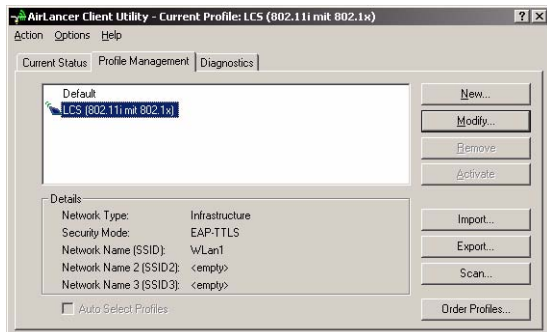 AirLancer Client Utility - Current Profile: LCS (802.11i mit 802.1x)
Action Options Help
Current Status Profile Management Diagnostics
Default
LCS (802.11i mit 802.1x)
New...
Modify...
Remove
Activate
Details
Network Type: Infrastructure
Security Mode: EAP-TTLS
Network Name (SSID): WLan1
Network Name 2 (SSID2): <empty>
Network Name 3 (SSID3): <empty>
Auto Select Profiles
Import...
Export...
Scan...
Order Profiles...